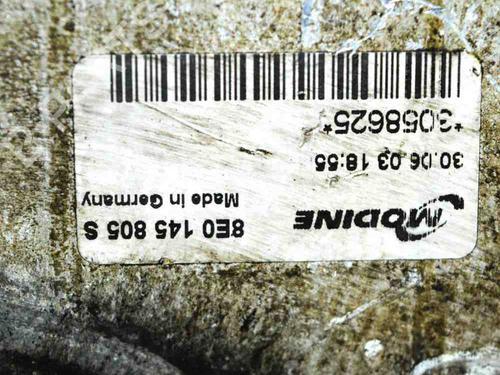 MODINE
8E0 145 805 S
Made in Germany
30.06.03 18:55
*3058625*